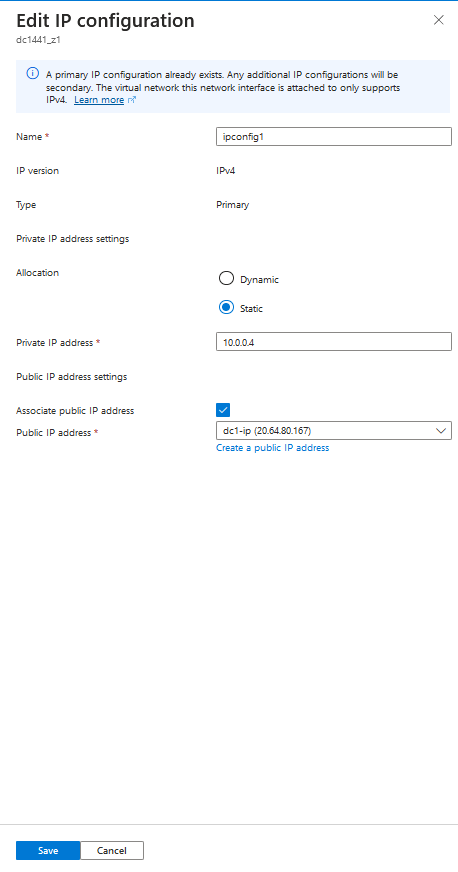 Edit IP configuration
dc1441_z1
A primary IP configuration already exists. Any additional IP configurations will be
secondary. The virtual network this network interface is attached to only supports
IPv4. Learn more
Name *
ipconfig1
IP version
IPv4
Type
Primary
Private IP address settings
Allocation
Dynamic
Static
Private IP address *
10.0.0.4
Public IP address settings
Associate public IP address
Public IP address *
dc1-ip (20.64.80.167)
Create a public IP address
Save
Cancel